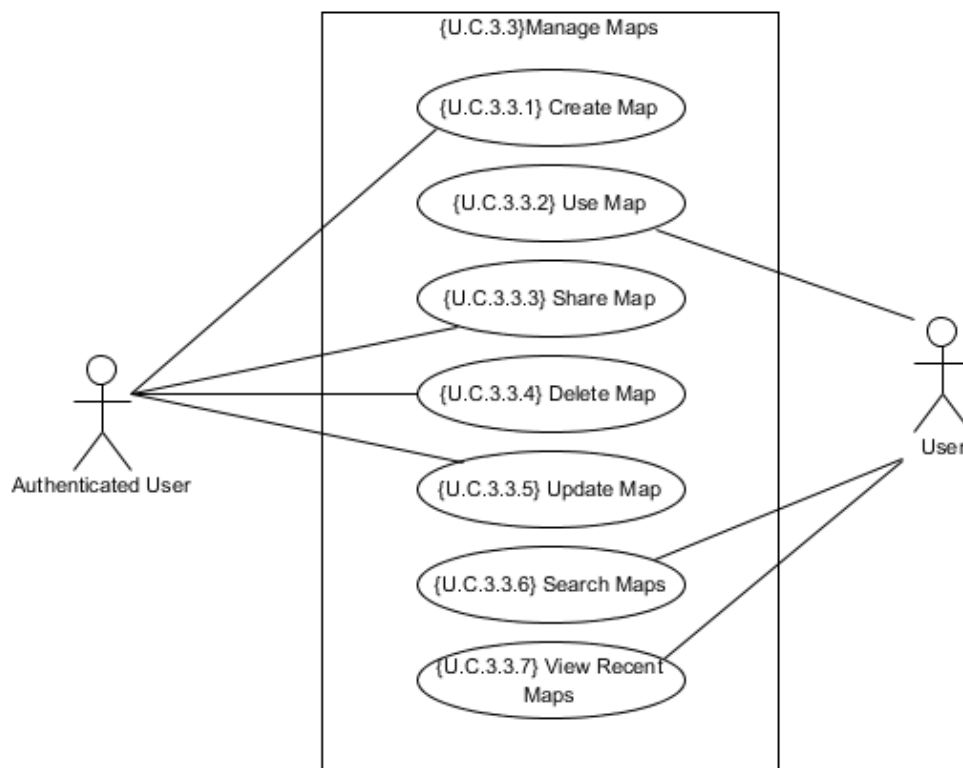 {U.C.3.3}Manage Maps
{U.C.3.3.1} Create Map
{U.C.3.3.2} Use Map
{U.C.3.3.3} Share Map
{U.C.3.3.4} Delete Map
{U.C.3.3.5} Update Map
{U.C.3.3.6} Search Maps
{U.C.3.3.7} View Recent
Maps
Authenticated User
User